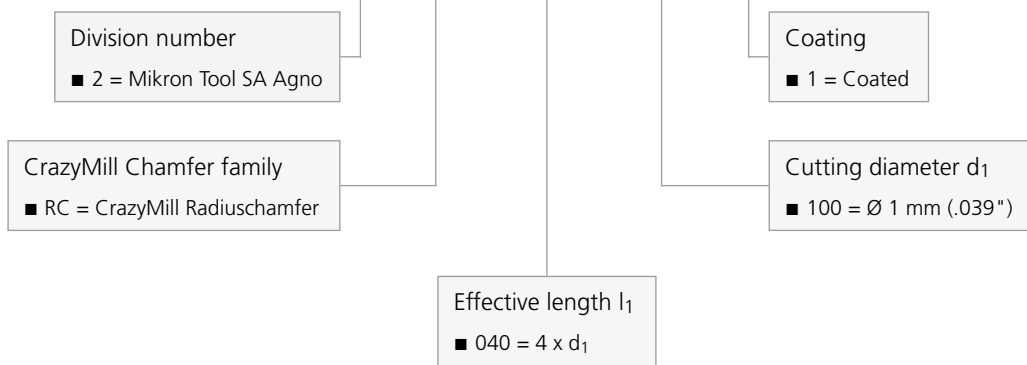 Division number
■ 2 = Mikron Tool SA Agno
Coating
■ 1 = Coated
CrazyMill Chamfer family
■ RC = CrazyMill Radiuschamfer
Cutting diameter d1
■ 100 = Ø 1 mm (.039")
Effective length l1
■ 040 = 4 x d1